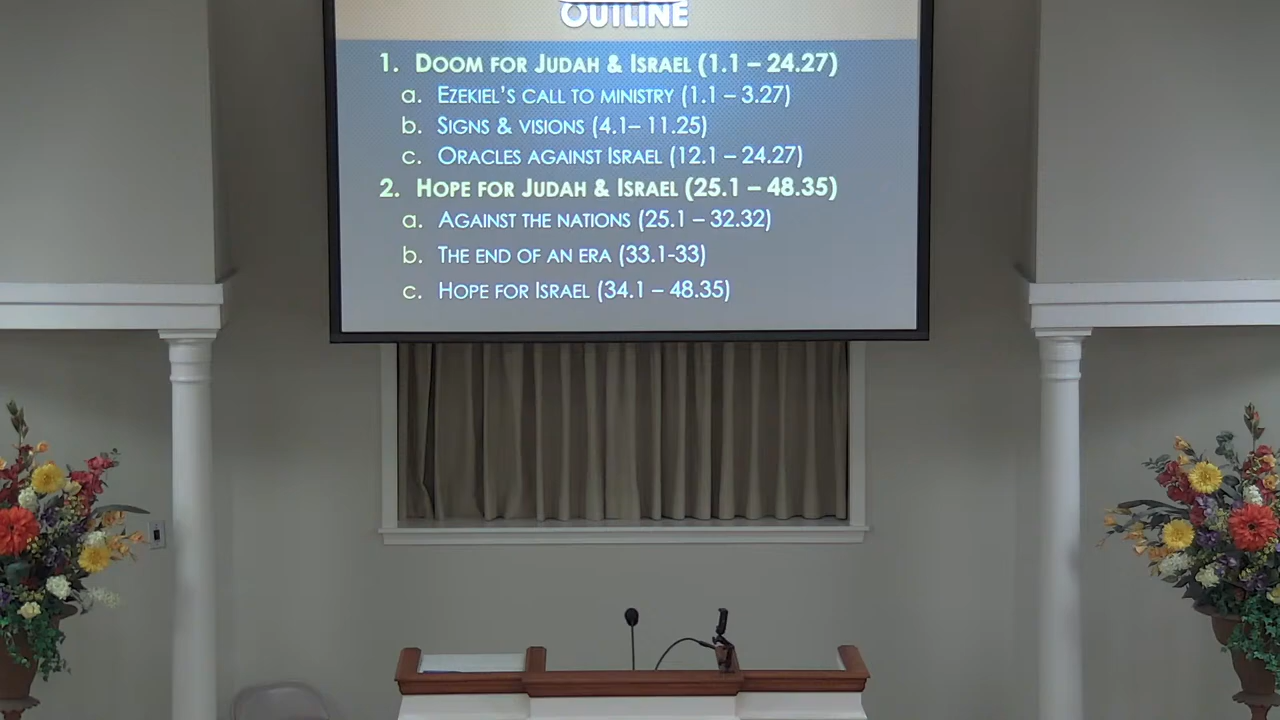 OUTLINE
1. DOOM FOR JUDAH & ISRAEL (1.1 – 24.27)
a. EZEKIEL'S CALL TO MINISTRY (1.1 – 3.27)
b. SIGNS & VISIONS (4.1– 11.25)
c. ORACLES AGAINST ISRAEL (12.1 – 24.27)
2. HOPE FOR JUDAH & ISRAEL (25.1 – 48.35)
a. AGAINST THE NATIONS (25.1 – 32.32)
b. THE END OF AN ERA (33.1-33)
c. HOPE FOR ISRAEL (34.1 – 48.35)